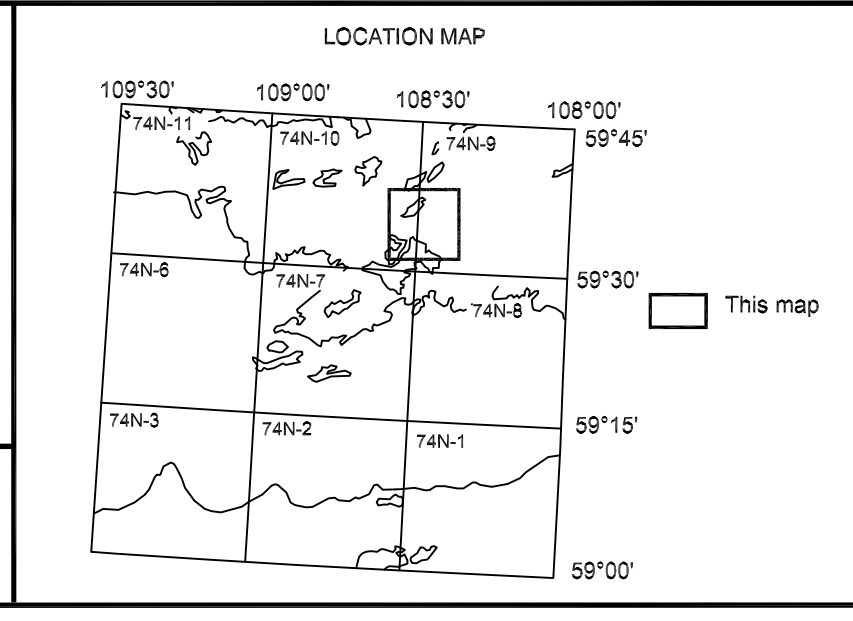 LOCATION MAP
109°30'
109°00'
108°30'
108°00'
74N-11
74N-10
74N-9
59°45'
74N-6
74N-7
74N-8
59°30'
This map
74N-3
74N-2
74N-1
59°15'
59°00'